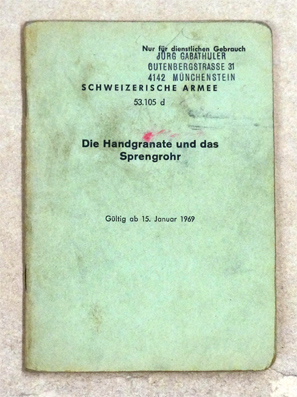 Nur für dienstlichen Gebrauch
JÜRG GABATHULER
GUTENBERGSTRASSE 31
4142 MÜNCHENSTEIN
SCHWEIZERISCHE ARMEE
53.105 d
Die Handgranate und das
Sprengrohr
Gültig ab 15. Januar 1969